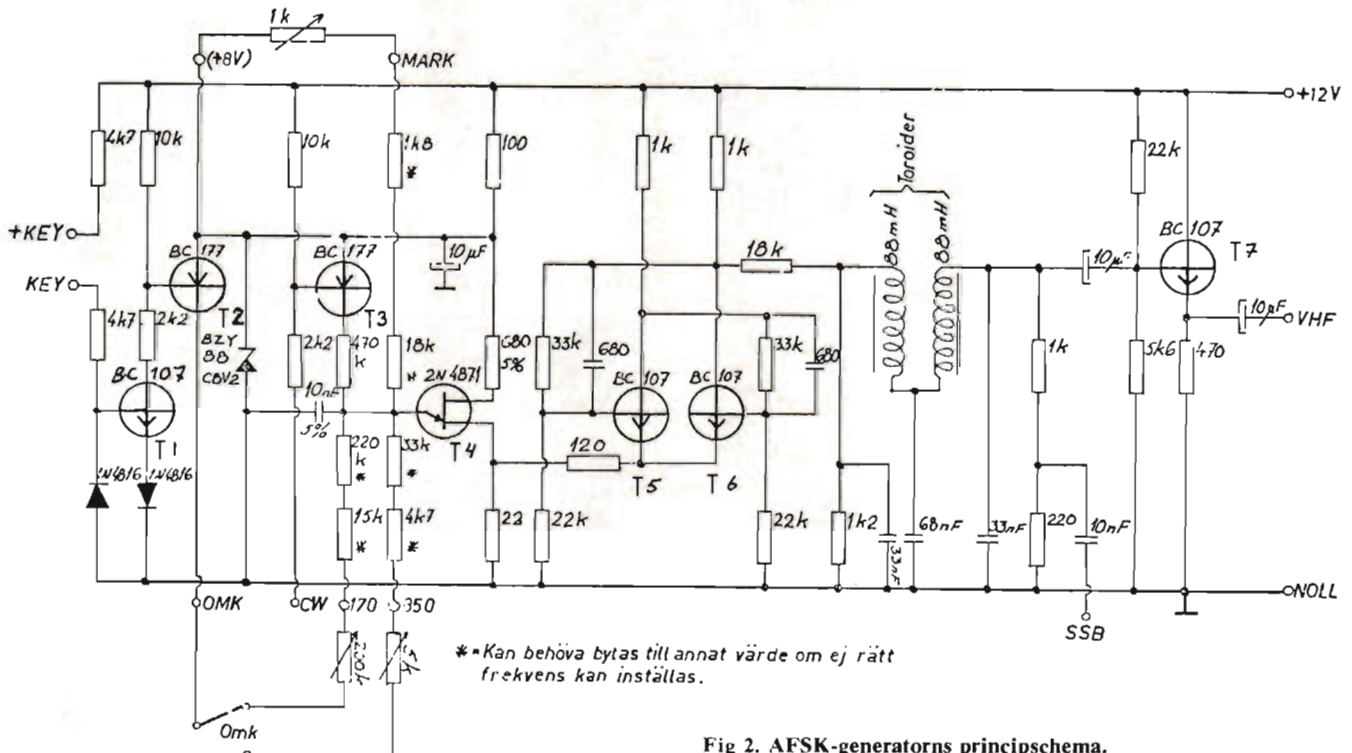 1k
(+8V)
MARK
+12V
4k7
10k
10k
1k8
*
100
1k
1k
Toroider
88mH
88mH
22k
+KEY
BC 177
BC 177
10µF
18k
10µF
BC 107
T7
KEY
T2
T3
10µF
VHF
4k7
2k2
BZY
88
C8V2
2k2
470
k
18k
*
680
5%
33k
680
33k
680
1k
5k6
470
BC 107
10nF
5%
2N4871
BC 107
BC 107
T1
220
k
*
33k
*
T4
120
T5
T6
1N4816
1N4816
15k
*
4k7
*
22
22k
22k
1k2
33nF
68nF
33nF
220
10nF
OMK
CW
170
850
NOLL
SSB
200k
*=Kan behöva bytas till annat värde om ej rätt
frekvens kan inställas.
Omk
Fig 2. AFSK-generatorns principschema.